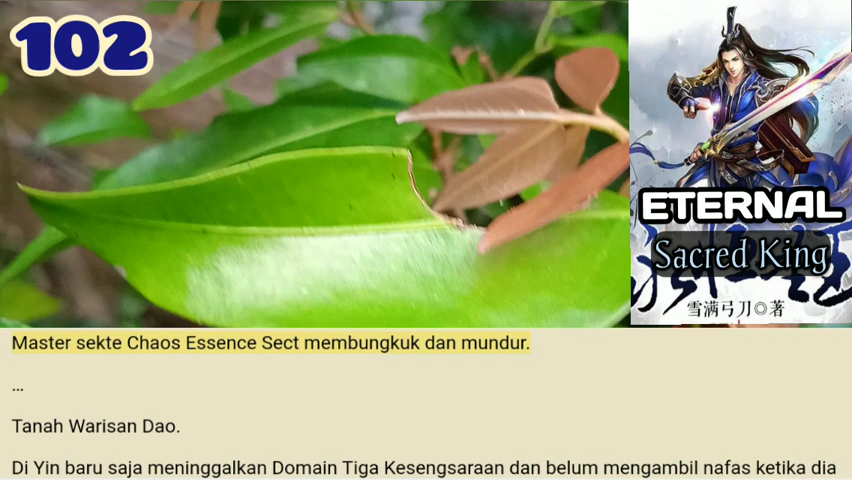 102
ETERNAL
Sacred King
雪满弓刀◎著
Master sekte Chaos Essence Sect membungkuk dan mundur.
...
Tanah Warisan Dao.
Di Yin baru saja meninggalkan Domain Tiga Kesengsaraan dan belum mengambil nafas ketika dia